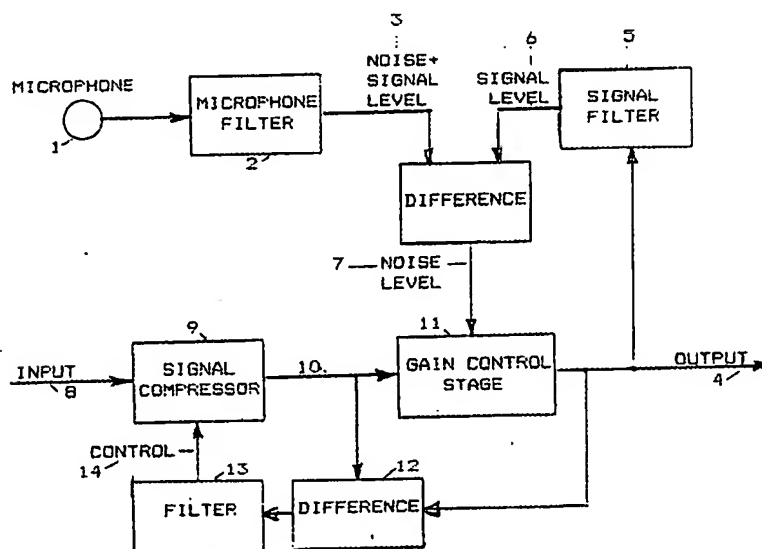 3
6
5
NOISE+
SIGNAL
LEVEL
SIGNAL
LEVEL
SIGNAL
FILTER
MICROPHONE
1
MICROPHONE
FILTER
2
DIFFERENCE
7
NOISE
LEVEL
9
11
INPUT
8
SIGNAL
COMPRESSOR
10.
GAIN CONTROL
STAGE
OUTPUT
4
CONTROL
14
13
12
FILTER
DIFFERENCE